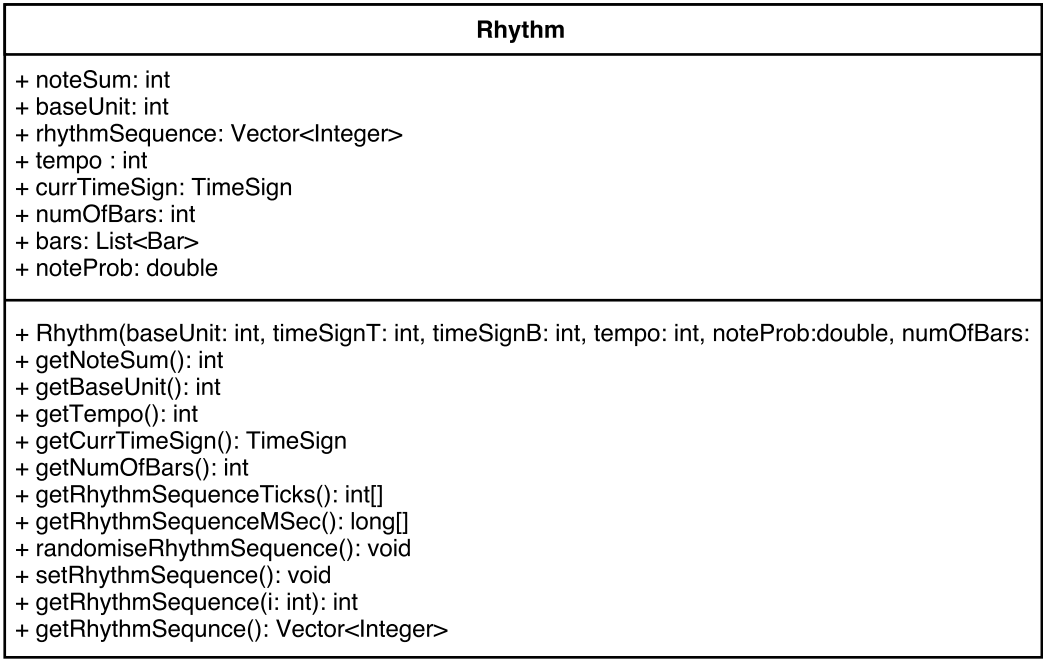 Rhythm
+ noteSum: int
+ baseUnit: int
+ rhythmSequence: Vector<Integer>
+ tempo : int
+ currTimeSign: TimeSign
+ numOfBars: int
+ bars: List<Bar>
+ noteProb: double
+ Rhythm(baseUnit: int, timeSignT: int, timeSignB: int, tempo: int, noteProb:double, numOfBars:
+ getNoteSum(): int
+ getBaseUnit(): int
+ getTempo(): int
+ getCurrTimeSign(): TimeSign
+ getNumOfBars(): int
+ getRhythmSequenceTicks(): int[]
+ getRhythmSequenceMSec(): long[]
+ randomiseRhythmSequence(): void
+ setRhythmSequence(): void
+ getRhythmSequence(i: int): int
+ getRhythmSequnce(): Vector<Integer>